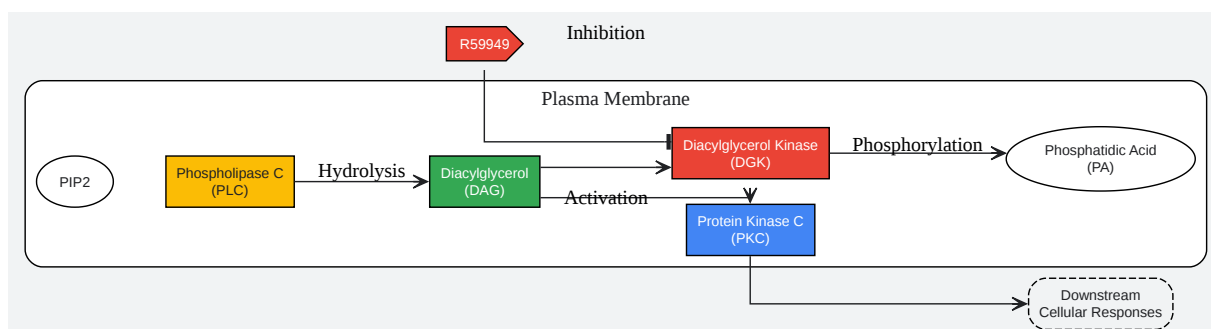 R59949
Inhibition
Plasma Membrane
PIP2
Phospholipase C
(PLC)
Hydrolysis
Diacylglycerol
(DAG)
Activation
Diacylglycerol Kinase
(DGK)
Phosphorylation
Phosphatidic Acid
(PA)
Protein Kinase C
(PKC)
Downstream
Cellular Responses